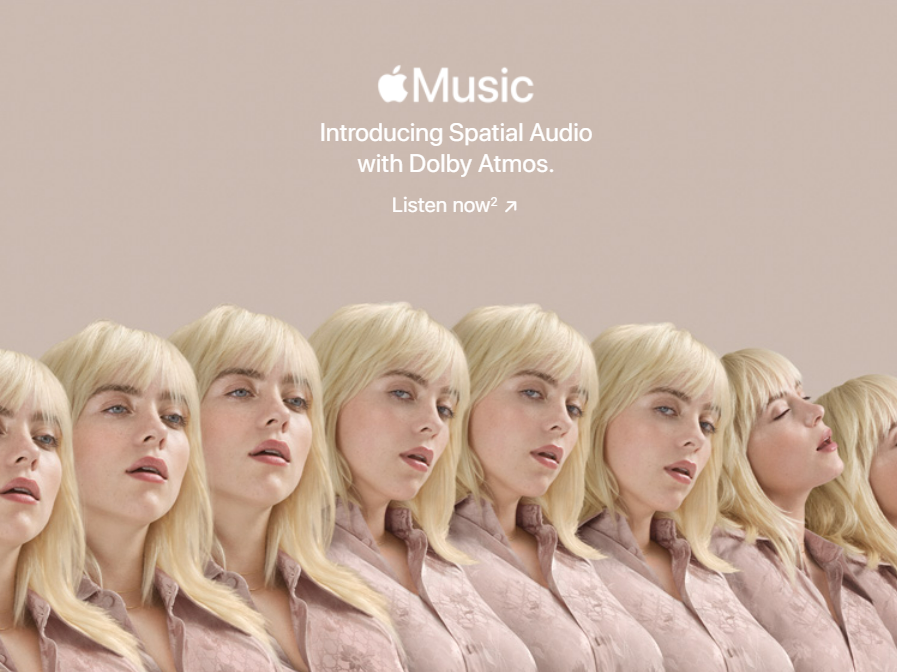 Music
Introducing Spatial Audio
with Dolby Atmos.
Listen now² ↗